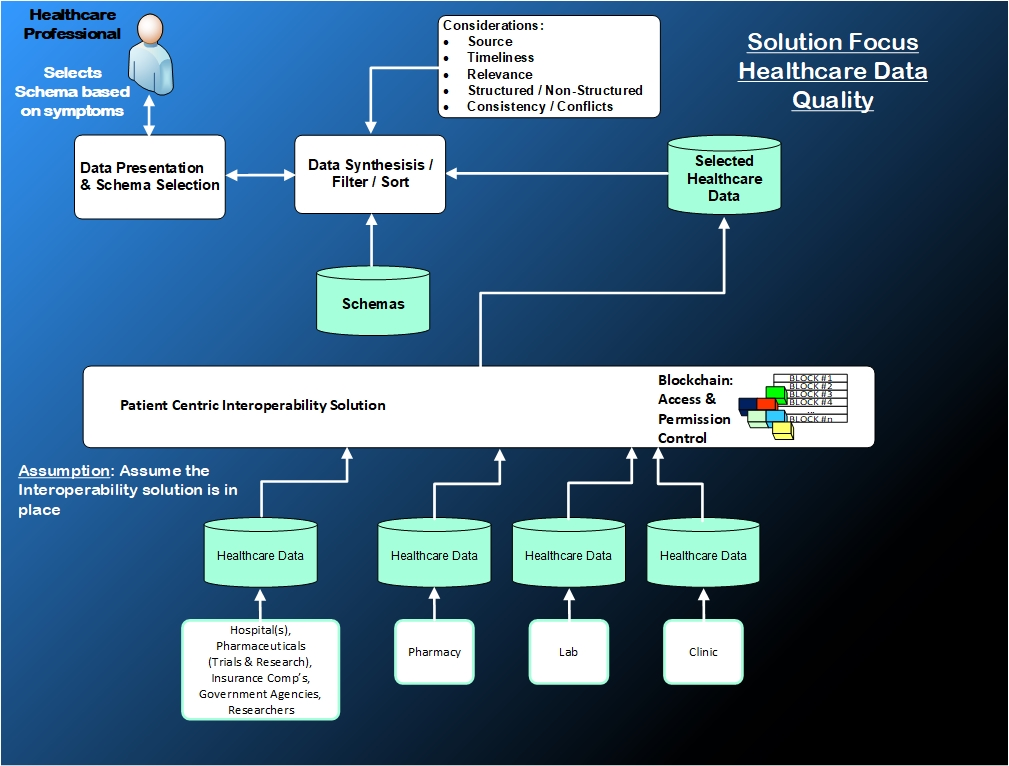 Healthcare
Professional
Selects
Schema based
on symptoms
Considerations:
• Source
• Timeliness
• Relevance
• Structured / Non-Structured
• Consistency / Conflicts
Solution Focus
Healthcare Data
Quality
Data Presentation
& Schema Selection
Data Synthesisis /
Filter / Sort
Selected
Healthcare
Data
Schemas
Patient Centric Interoperability Solution
Blockchain:
Access &
Permission
Control
BLOCK #1
BLOCK #2
BLOCK #3
BLOCK #4
...
BLOCK #n
Assumption: Assume the
Interoperability solution is in
place
Healthcare Data
Healthcare Data
Healthcare Data
Healthcare Data
Hospital(s),
Pharmaceuticals
(Trials & Research),
Insurance Comp’s,
Government Agencies,
Researchers
Pharmacy
Lab
Clinic